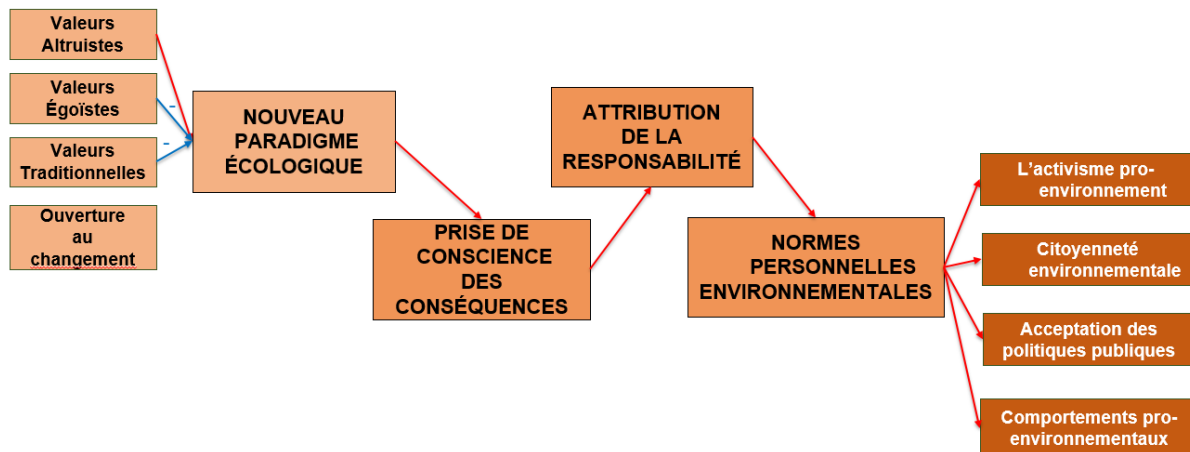 Valeurs
Altruistes
Valeurs
Égoïstes
Valeurs
Traditionnelles
Ouverture
au
changement
-
-
NOUVEAU
PARADIGME
ÉCOLOGIQUE
PRISE DE
CONSCIENCE
DES
CONSÉQUENCES
ATTRIBUTION
DE LA
RESPONSABILITÉ
NORMES
PERSONNELLES
ENVIRONNEMENTALES
L'activisme pro-
environnement
Citoyenneté
environnementale
Acceptation des
politiques publiques
Comportements pro-
environnementaux